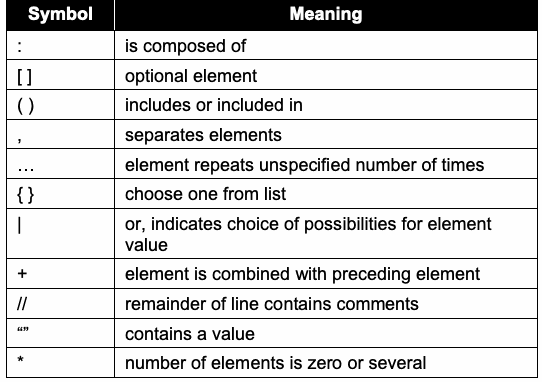 Symbol Meaning
: is composed of
[ ] optional element
( ) includes or included in
, separates elements
… element repeats unspecified number of times
{ } choose one from list
| or, indicates choice of possibilities for element
value
+ element is combined with preceding element
// remainder of line contains comments
“” contains a value
* number of elements is zero or several